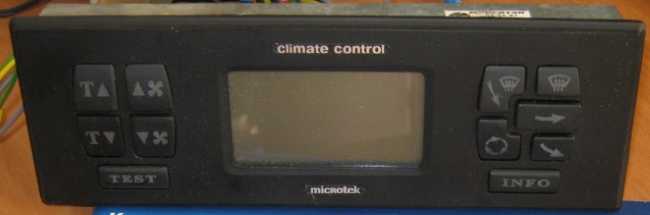 climate control
T▲ ▲
T▼ ▼
TEST
INFO
microtek